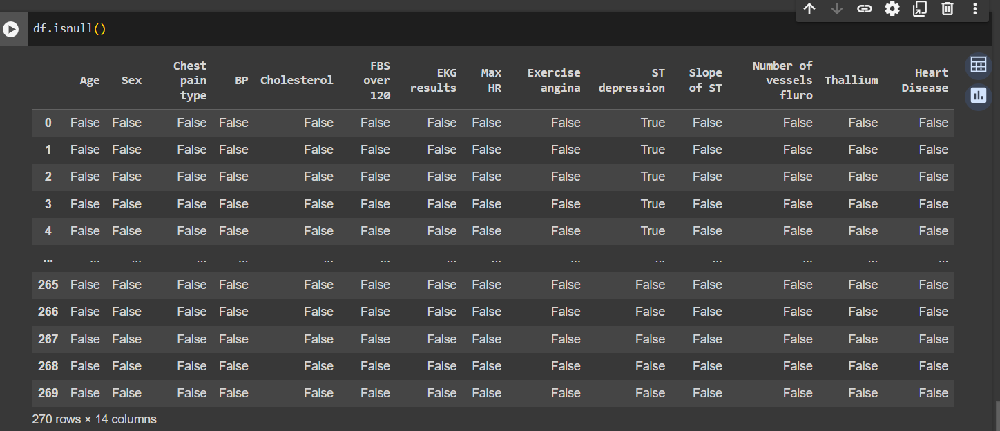 df.isnull()
Age Sex Chest pain type BP Cholesterol FBS over 120 EKG results Max HR Exercise angina ST depression Slope of ST Number of vessels fluro Thallium Heart Disease
0 False False False False False False False False False True False False False False
1 False False False False False False False False False True False False False False
2 False False False False False False False False False True False False False False
3 False False False False False False False False False True False False False False
4 False False False False False False False False False True False False False False
... ... ... ... ... ... ... ... ... ... ... ... ... ... ...
265 False False False False False False False False False False False False False False
266 False False False False False False False False False False False False False False
267 False False False False False False False False False False False False False False
268 False False False False False False False False False False False False False False
269 False False False False False False False False False False False False False False
270 rows × 14 columns